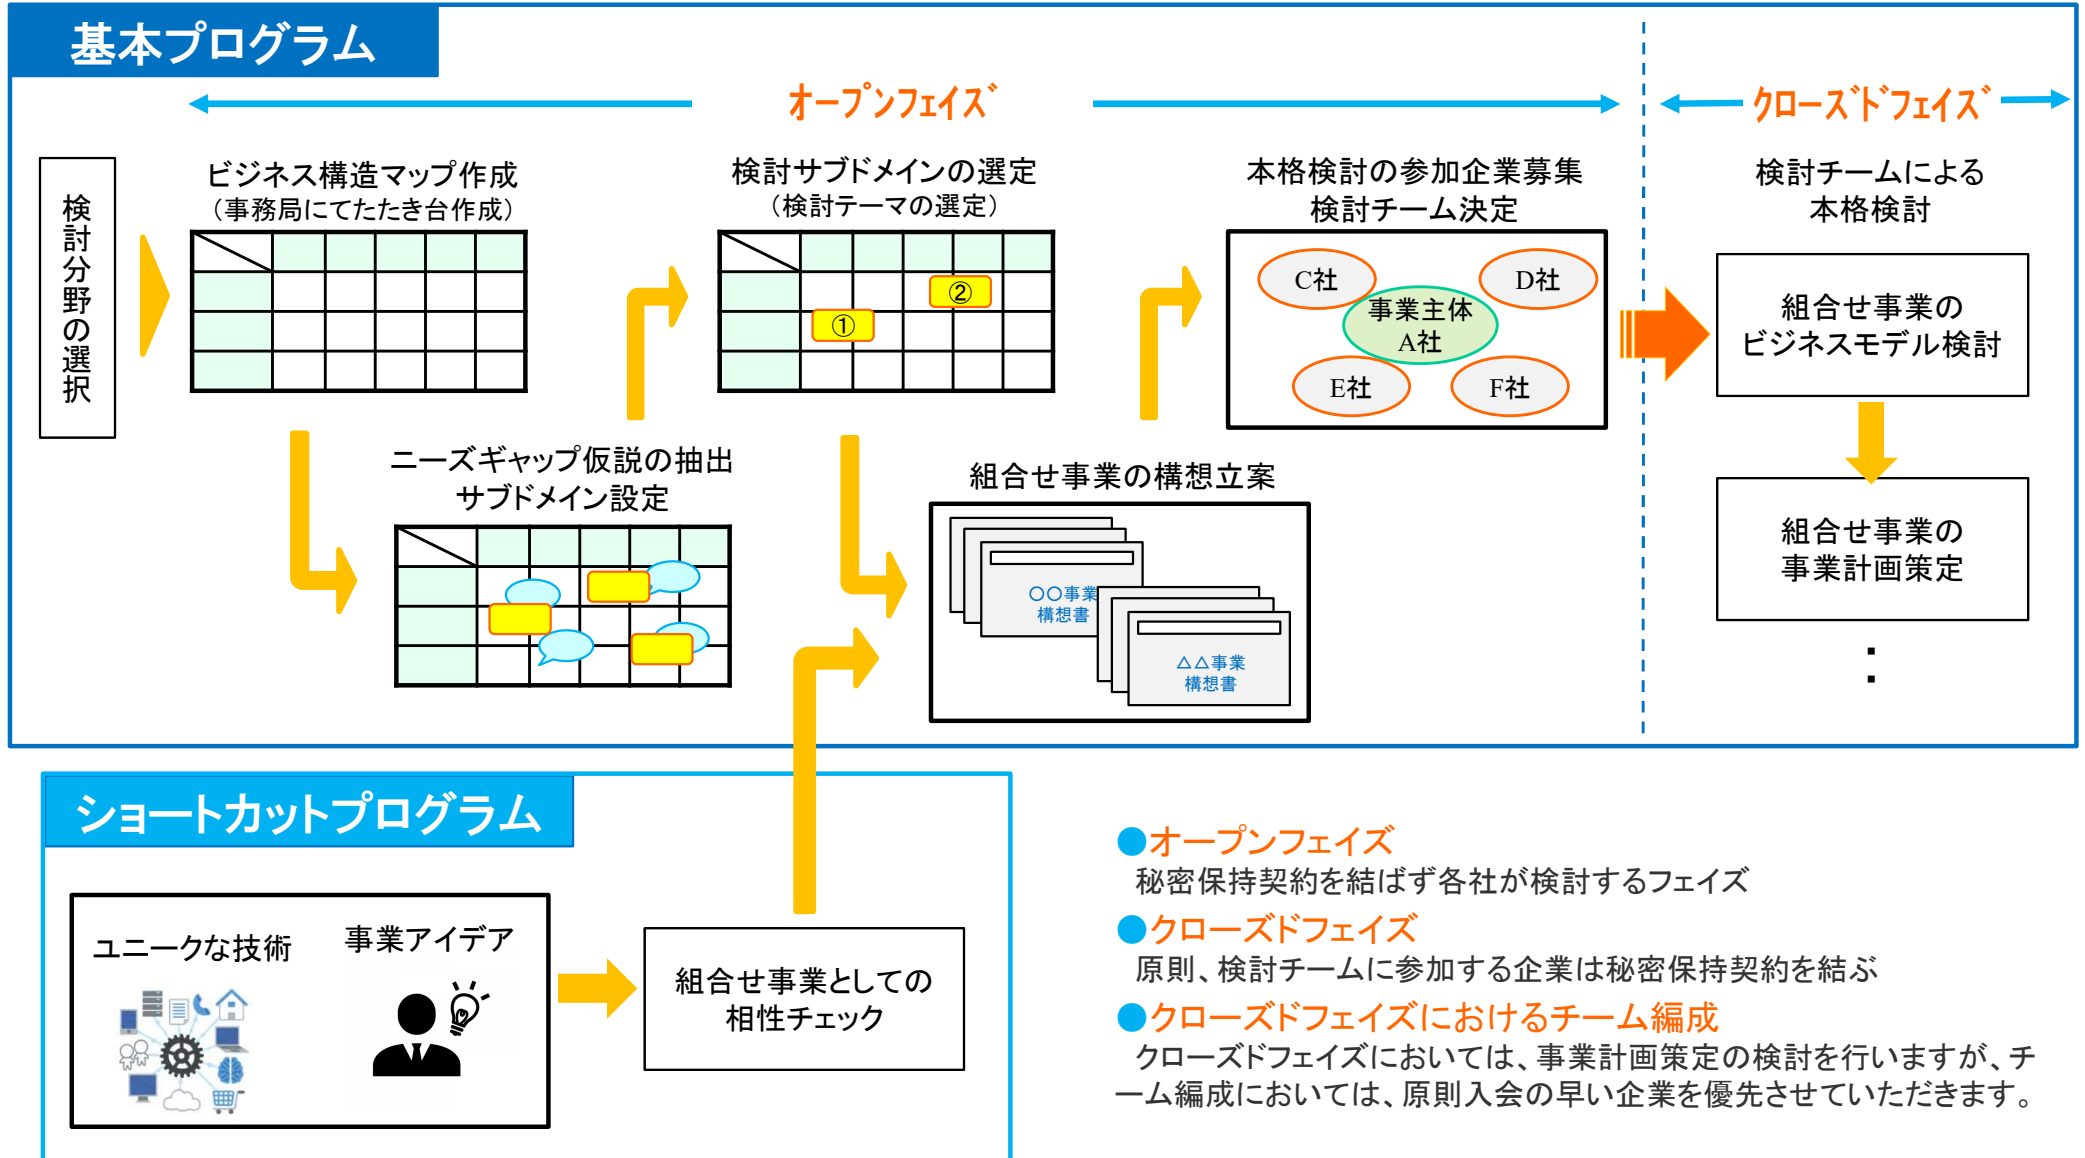 基本プログラム
オープンフェイズ
クローズドフェイズ
検討分野の選択
ビジネス構造マップ作成
（事務局にてたたき台作成）
ニーズギャップ仮説の抽出
サブドメイン設定
検討サブドメインの選定
（検討テーマの選定）
②
①
組合せ事業の構想立案
〇〇事業
構想書
△△事業
構想書
本格検討の参加企業募集
検討チーム決定
C社
D社
事業主体
A社
E社
F社
検討チームによる
本格検討
組合せ事業の
ビジネスモデル検討
組合せ事業の
事業計画策定
：
ショートカットプログラム
ユニークな技術
事業アイデア
組合せ事業としての
相性チェック
●オープンフェイズ
秘密保持契約を結ばず各社が検討するフェイズ
●クローズドフェイズ
原則、検討チームに参加する企業は秘密保持契約を結ぶ
●クローズドフェイズにおけるチーム編成
クローズドフェイズにおいては、事業計画策定の検討を行いますが、チ
ーム編成においては、原則入会の早い企業を優先させていただきます。